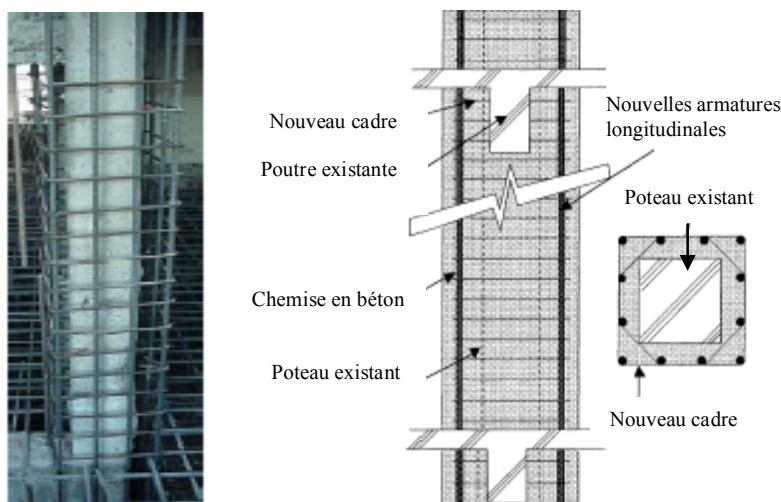 Nouveau cadre
Poutre existante
Nouvelles armatures
longitudinales
Poteau existant
Chemise en béton
Poteau existant
Nouveau cadre